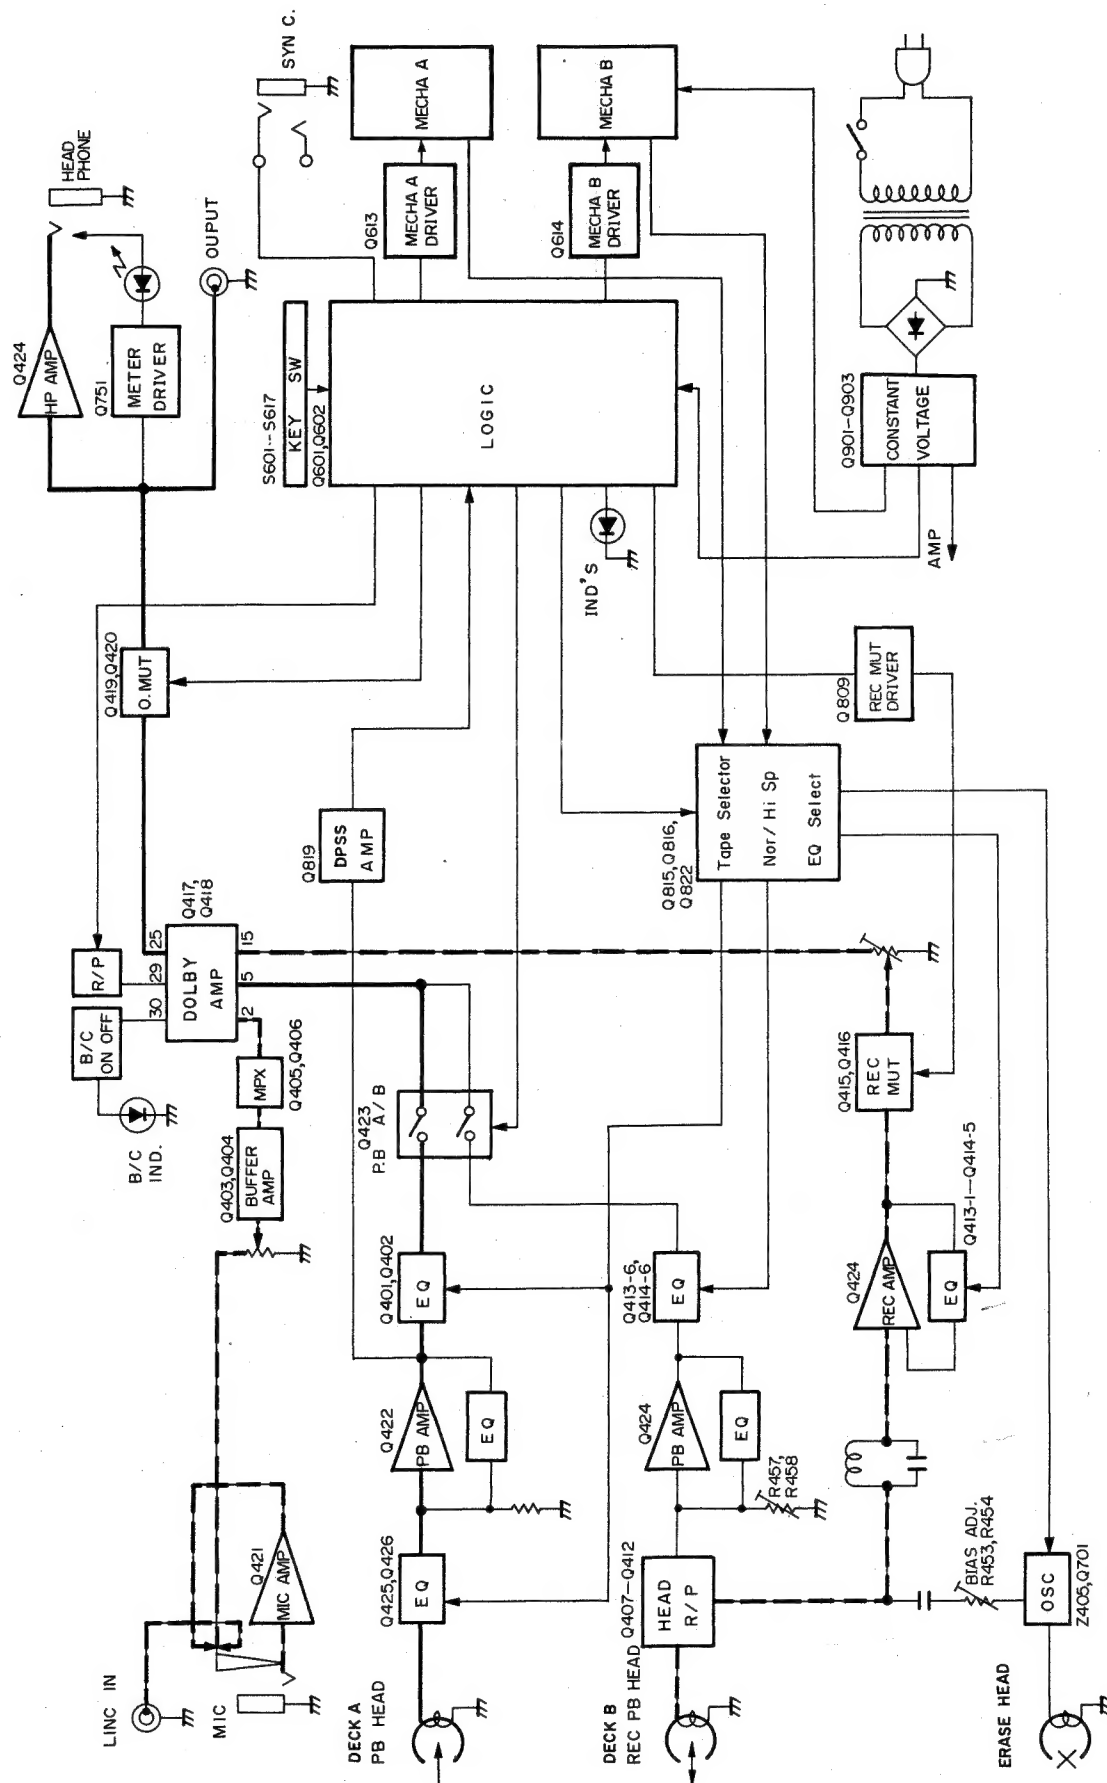 LINC IN
MIC
Q421
MIC AMP
Q403,Q404
BUFFER
AMP
MPX
Q405,Q406
B/C
IND.
B/C
ON OFF
R/P
30
29
25
DOLBY
AMP
2
5
15
Q417,
Q418
Q419,Q420
O.MUT
Q424
HP AMP
HEAD
PHONE
Q751
METER
DRIVER
OUPUT
SYN C.
DECK A
PB HEAD
EQ
Q425,Q426
Q422
PB AMP
EQ
Q401,Q402
EQ
Q423
P.B A/B
Q819
DPSS
AMP
S601--S617
KEY SW
Q601,Q602
LOGIC
Q613
MECHA A
DRIVER
MECHA A
Q614
MECHA B
DRIVER
MECHA B
IND'S
DECK B
REC PB HEAD
HEAD
R/P
Q407-Q412
Q424
PB AMP
EQ
R457,
R458
Q413-6,
Q414-6
EQ
Q815,Q816,
Q822
Tape Selector
Nor/Hi Sp
EQ Select
Q809
REC MUT
DRIVER
AMP
Q901-Q903
CONSTANT
VOLTAGE
Q424
REC AMP
EQ
Q413-1--Q414-5
Q415,Q416
REC
MUT
ERASE HEAD
OSC
Z405,Q701
BIAS ADJ.
R453,R454